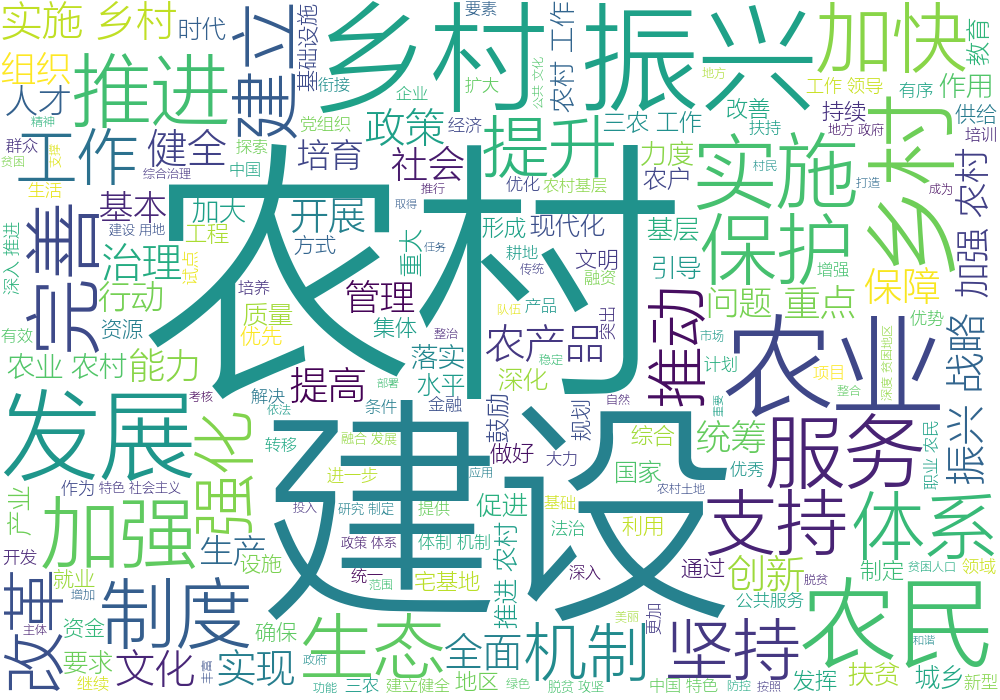 实施 乡村
时代
建立
基础设施
乡村 振兴
要素
衔接
扩大
公共 文化
农村 工作
加快
地方
教育
组织
推进
人才
精神
企业
党组织
政策
经济
提升
三农 工作
改善
扶持
工作 领导
持续
地方 政府
有序
作用
供给
培训
群众
贫困
支撑
工作
健全
综合治理
探索
中国
培育
社会
推行
优化
农村基层
力度
农户
实施
村民
打造
乡村
成为
农村
加强 农村
生活
完善
基本
建设 用地
加大
工程
开展
方式
取得
形成
现代化
基层
保护
增强
深入 推进
治理
试点
重大
任务
耕地
传统
文明
融资
引导
行动
培养
质量
管理
队伍
产品
突出
问题 重点
保障
有效
资源
优先
集体
整治
农产品
稳定
推动
市场
农业
优势
深度 贫困地区
战略
农业 农村
能力
提高
落实
水平
深化
计划
项目
整合
考核
解决
依法
部署
条件
金融
鼓励
自然
规划
重要
发展
强化
转移
融合 发展
建设
做好
大力
综合
统筹
服务
职业 农民
振兴
作为
特色 社会主义
进一步
应用
国家
优秀
农村土地
产业
加强
投入
研究 制定
提供
促进
基础
法治
利用
支持
体系
开发
生产
设施
政策 体系
体制 机制
推进 农村
统一
范围
宅基地
深入
通过
创新
脱贫
制定
贫困人口
领域
改革
就业
增加
制度
公共服务
农民
主体
资金
确保
生态
美丽
更加
坚持
和谐
要求
继续
文化
丰富
实现
政府
功能
三农
全面
建立健全
地区
绿色
机制
脱贫 攻坚
中国 特色
防控
按照
发挥
扶贫
城乡
新型